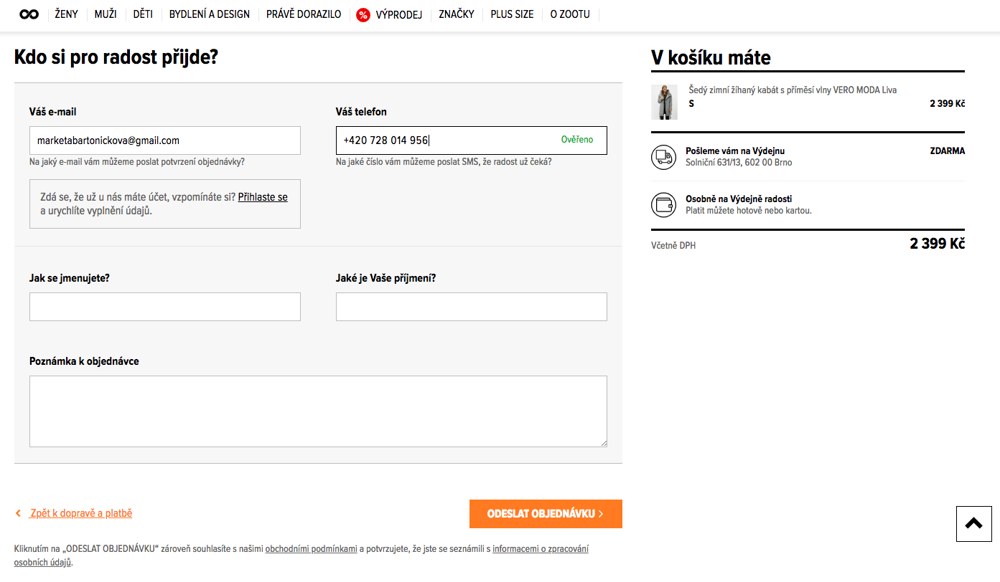 ŽENY MUŽI DĚTI BYDLENÍ A DESIGN PRÁVĚ DORAZILO % VÝPRODEJ ZNAČKY PLUS SIZE O ZOOTU
Kdo si pro radost přijde?
Váš e-mail
marketabartonickova@gmail.com
Na jaký e-mail vám můžeme poslat potvrzení objednávky?
Zdá se, že už u nás máte účet, vzpomínáte si? Přihlaste se
a urychlíte vyplnění údajů.
Váš telefon
+420 728 014 956
Ověřeno
Na jaké číslo vám můžeme poslat SMS, že radost už čeká?
Jak se jmenujete?
Jaké je Vaše příjmení?
Poznámka k objednávce
Zpět k dopravě a platbě
ODESLAT OBJEDNÁVKU
Kliknutím na „ODESLAT OBJEDNÁVKU“ zároveň souhlasíte s našimi obchodními podmínkami a potvrzujete, že jste se seznámili s informacemi o zpracování
osobních údajů.
V košíku máte
Šedý zimní žíhaný kabát s příměsí vlny VERO MODA Liva
S
2 399 Kč
Pošleme vám na Výdejnu
ZDARMA
Solniční 631/13, 602 00 Brno
Osobně na Výdejně radosti
Platit můžete hotově nebo kartou.
Včetně DPH
2 399 Kč